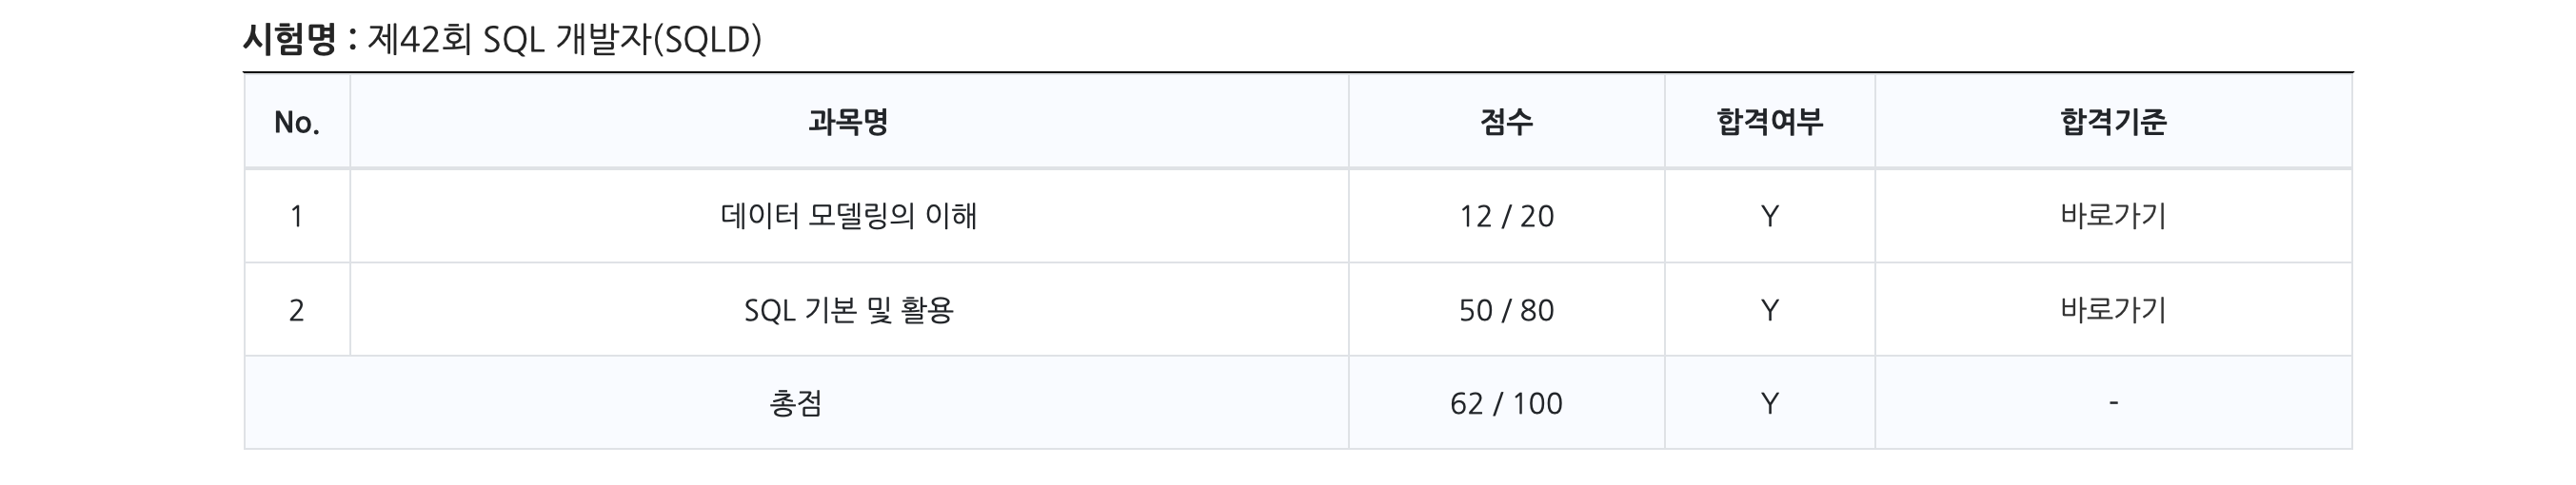 시험명 : 제42회 SQL 개발자(SQLD)
No. 과목명 점수 합격여부 합격기준
1 데이터 모델링의 이해 12 / 20 Y 바로가기
2 SQL 기본 및 활용 50 / 80 Y 바로가기
총점 62 / 100 Y -